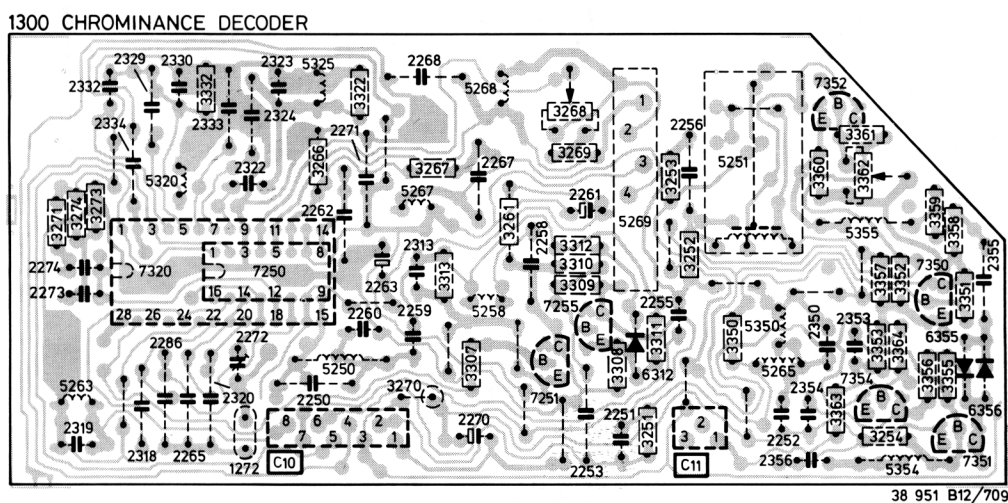 1300 CHROMINANCE DECODER
2329 2330 2323 5325 2268 7352
2332 3332 3322 5268 B
E C
2333 2324 3268 1 3361
2334 2271 2 2256
3266 3269 3 5251 3360 3362
5320 2322 3267 2267 3253
5267 4
3271 3274 3273 2262 3261 2261 5269 3359 3358
1 3 5 7 9 11 14 2258 5355
1 3 5 8 2313 3312 3252 2355
2274 7320 7250 3313 3310 3357 3352 7350
2273 2263 3309 C 3351
16 14 12 9 5258 7255 2255 B
28 26 24 22 20 18 15 2260 2259 C E
B 3311 3350 5350 2350 2353 6355
2286 2272 E 3353 3364
5250 3307 C 3306 5265 3356 3355
5263 B 6312 7354
2320 2250 3270 E 2354 B 6356
7251 3363 E C
8 6 4 2 2270 2251 2 3254 B
2319 7 5 3 1 3251 3 1 2252 E C
2318 2265 1272 C10 2253 C11 2356 5354 7351
38 951 B12/709